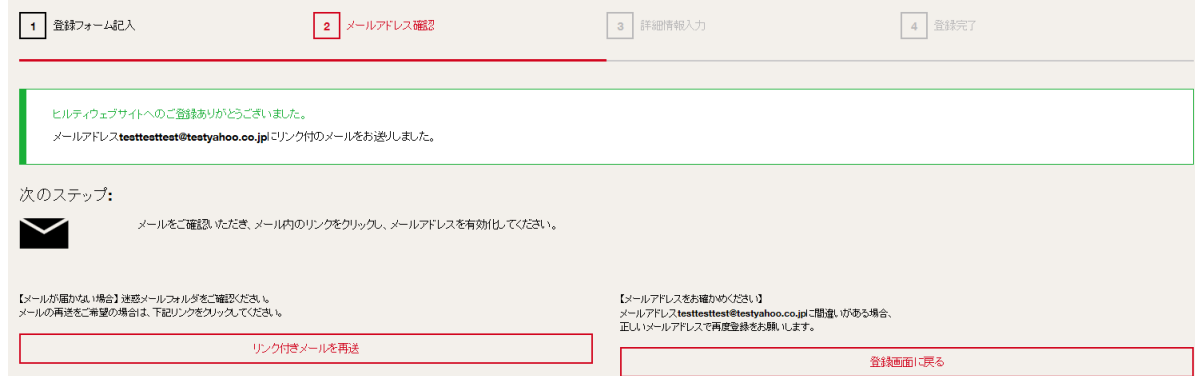 1 登録フォーム記入
2 メールアドレス確認
3 詳細情報入力
4 登録完了
ヒルティウェブサイトへのご登録ありがとうございました。
メールアドレスtesttesttest@testyahoo.co.jpにリンク付のメールをお送りしました。
次のステップ:
メールをご確認いただき、メール内のリンクをクリックし、メールアドレスを有効化してください。
【メールが届かない場合】迷惑メールフォルダをご確認ください。
メールの再送をご希望の場合は、下記リンクをクリックしてください。
リンク付きメールを再送
【メールアドレスをお確かめください】
メールアドレスtesttesttest@testyahoo.co.jpに間違いがある場合、
正しいメールアドレスで再度登録をお願いします。
登録画面に戻る